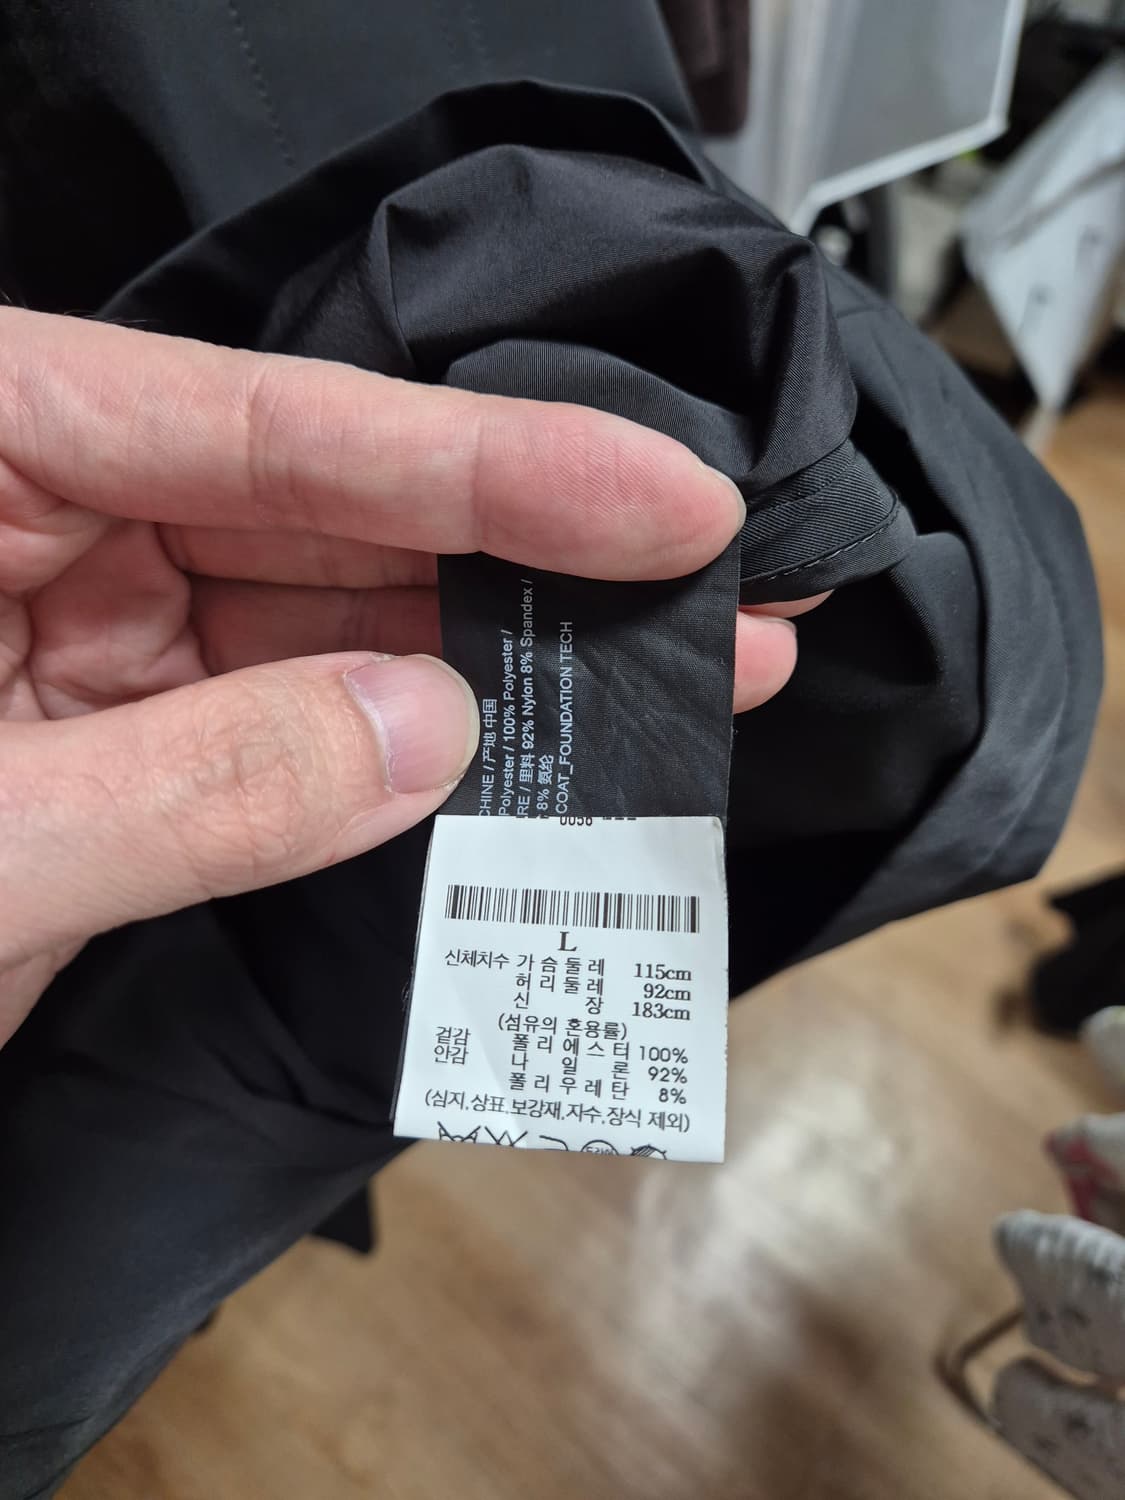 CHINE / 产地 中国
Polyester / 100% Polyester /
RE / 里料 92% Nylon 8% Spandex /
8% 氨纶
COAT_FOUNDATION TECH
0056
L
신체치수 가슴둘레 115cm
허리둘레 92cm
신장 183cm
(섬유의 혼용률)
겉감 폴리에스터 100%
안감 나일론 92%
폴리우레탄 8%
(심지,상표,보강재,자수,장식 제외)